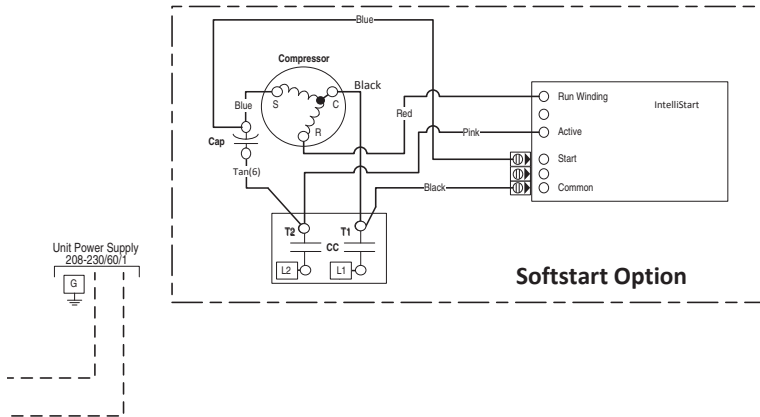 Blue
Compressor
Black
S
C
Blue
R
Red
Cap
Tan(6)
Pink
Black
Run Winding
IntelliStart
Active
Start
Common
T2
T1
CC
L2
L1
Softstart Option
Unit Power Supply
208-230/60/1
G